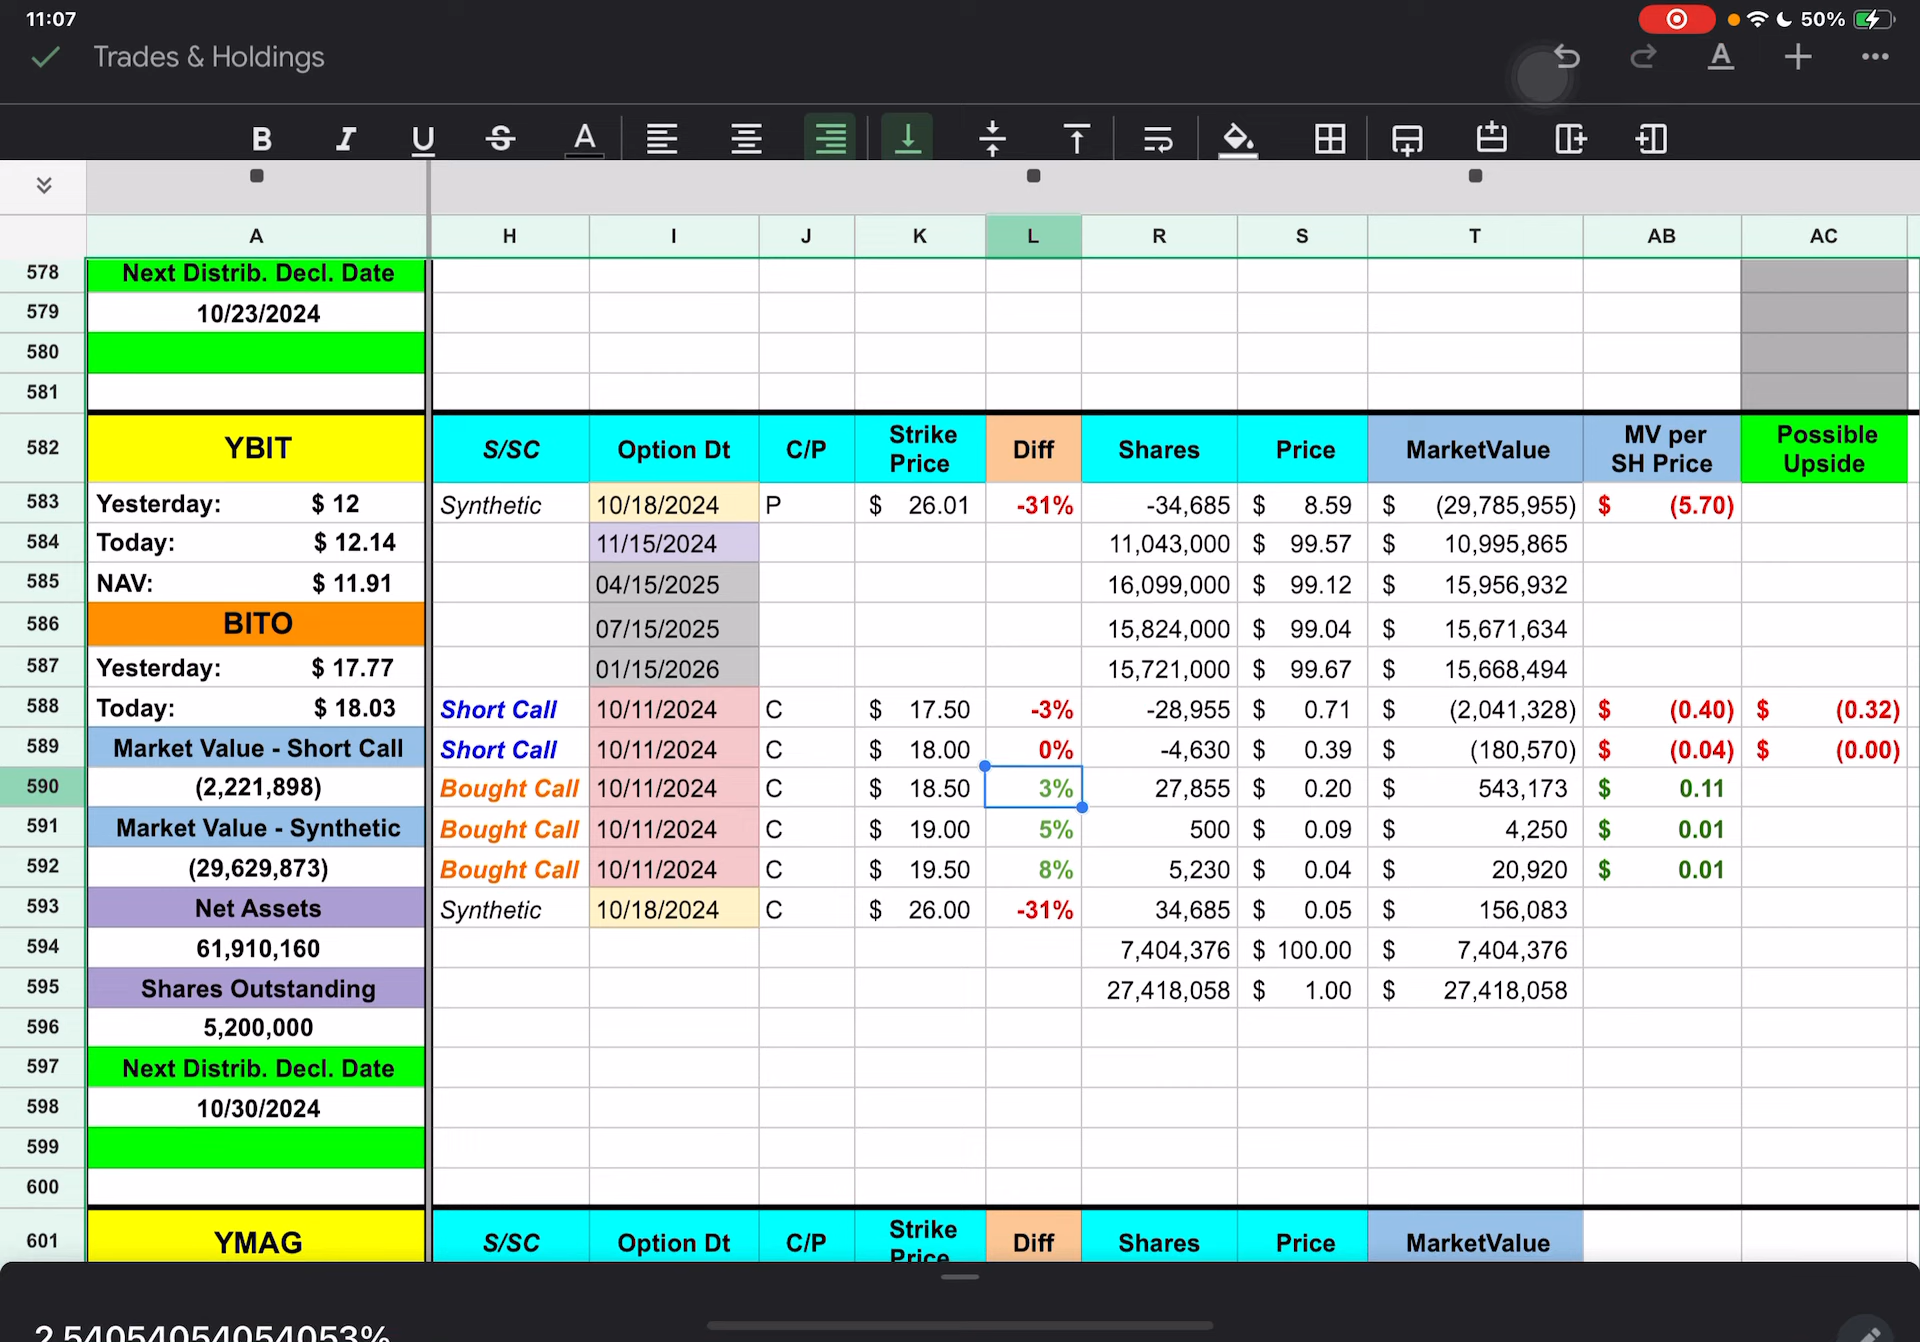 11:07
50%
Trades & Holdings
B I U S A
A H I J K L R S T AB AC
578 Next Distrib. Decl. Date
579 10/23/2024
580
581
582 YBIT S/SC Option Dt C/P Strike Price Diff Shares Price MarketValue MV per SH Price Possible Upside
583 Yesterday: $ 12 Synthetic 10/18/2024 P $ 26.01 -31% -34,685 $ 8.59 $ (29,785,955) $ (5.70)
584 Today: $ 12.14 11/15/2024 11,043,000 $ 99.57 $ 10,995,865
585 NAV: $ 11.91 04/15/2025 16,099,000 $ 99.12 $ 15,956,932
586 BITO 07/15/2025 15,824,000 $ 99.04 $ 15,671,634
587 Yesterday: $ 17.77 01/15/2026 15,721,000 $ 99.67 $ 15,668,494
588 Today: $ 18.03 Short Call 10/11/2024 C $ 17.50 -3% -28,955 $ 0.71 $ (2,041,328) $ (0.40) $ (0.32)
589 Market Value - Short Call Short Call 10/11/2024 C $ 18.00 0% -4,630 $ 0.39 $ (180,570) $ (0.04) $ (0.00)
590 (2,221,898) Bought Call 10/11/2024 C $ 18.50 3% 27,855 $ 0.20 $ 543,173 $ 0.11
591 Market Value - Synthetic Bought Call 10/11/2024 C $ 19.00 5% 500 $ 0.09 $ 4,250 $ 0.01
592 (29,629,873) Bought Call 10/11/2024 C $ 19.50 8% 5,230 $ 0.04 $ 20,920 $ 0.01
593 Net Assets Synthetic 10/18/2024 C $ 26.00 -31% 34,685 $ 0.05 $ 156,083
594 61,910,160 7,404,376 $ 100.00 $ 7,404,376
595 Shares Outstanding 27,418,058 $ 1.00 $ 27,418,058
596 5,200,000
597 Next Distrib. Decl. Date
598 10/30/2024
599
600
601 YMAG S/SC Option Dt C/P Strike Price Diff Shares Price MarketValue
2.54054054054053%